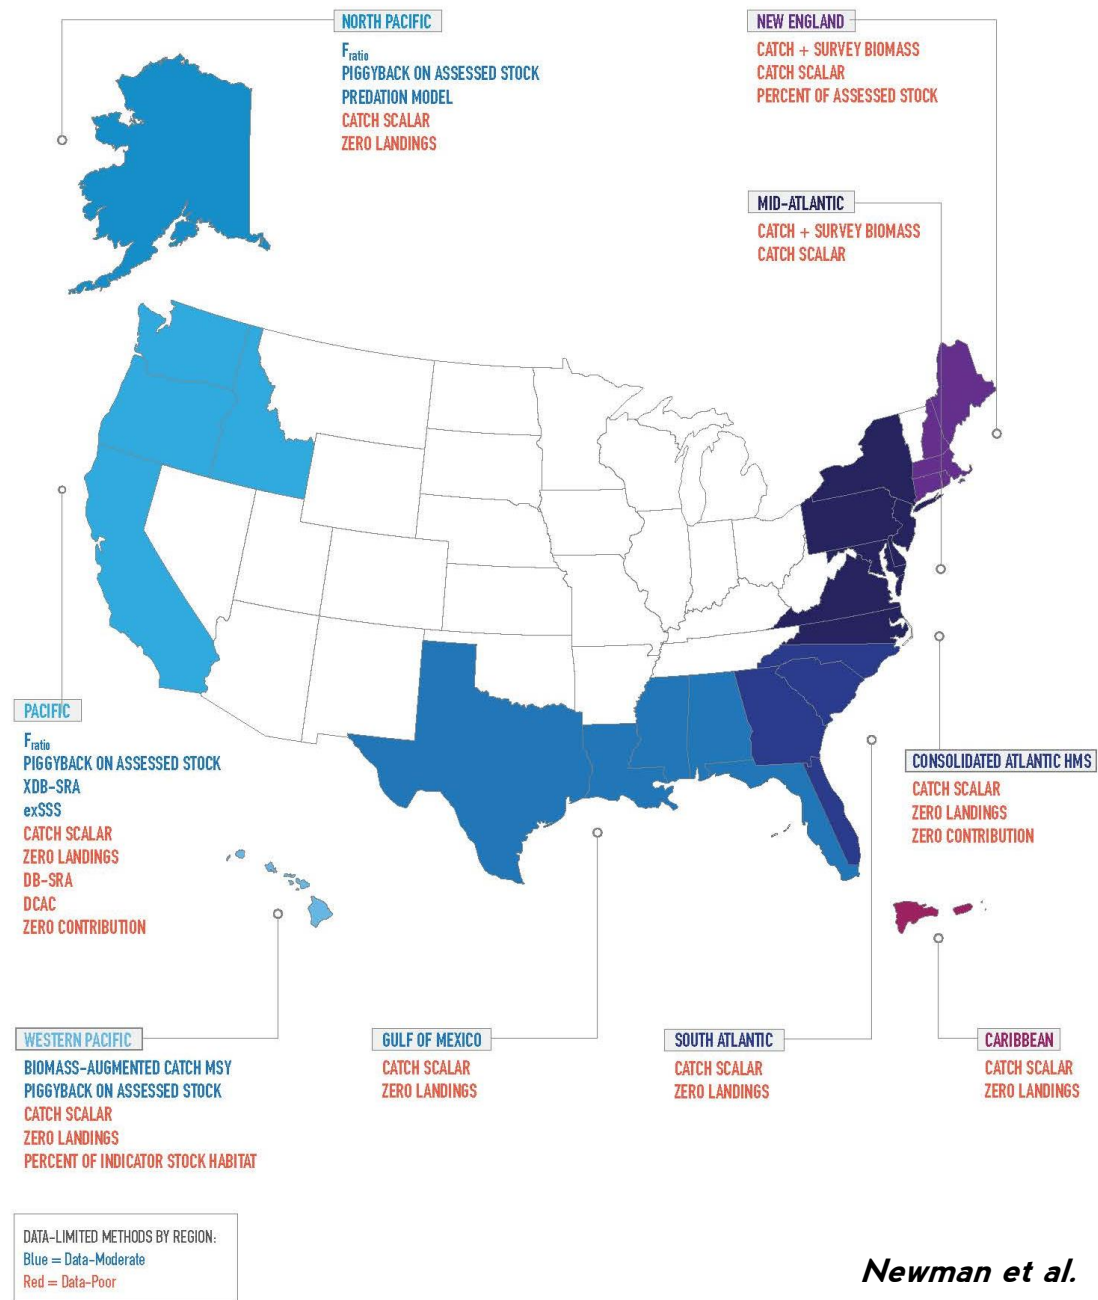 NORTH PACIFIC
Fratio
PIGGYBACK ON ASSESSED STOCK
PREDATION MODEL
CATCH SCALAR
ZERO LANDINGS
NEW ENGLAND
CATCH + SURVEY BIOMASS
CATCH SCALAR
PERCENT OF ASSESSED STOCK
MID-ATLANTIC
CATCH + SURVEY BIOMASS
CATCH SCALAR
PACIFIC
Fratio
PIGGYBACK ON ASSESSED STOCK
XDB-SRA
exSSS
CATCH SCALAR
ZERO LANDINGS
DB-SRA
DCAC
ZERO CONTRIBUTION
CONSOLIDATED ATLANTIC HMS
CATCH SCALAR
ZERO LANDINGS
ZERO CONTRIBUTION
WESTERN PACIFIC
BIOMASS-AUGMENTED CATCH MSY
PIGGYBACK ON ASSESSED STOCK
CATCH SCALAR
ZERO LANDINGS
PERCENT OF INDICATOR STOCK HABITAT
GULF OF MEXICO
CATCH SCALAR
ZERO LANDINGS
SOUTH ATLANTIC
CATCH SCALAR
ZERO LANDINGS
CARIBBEAN
CATCH SCALAR
ZERO LANDINGS
DATA-LIMITED METHODS BY REGION:
Blue = Data-Moderate
Red = Data-Poor
Newman et al.